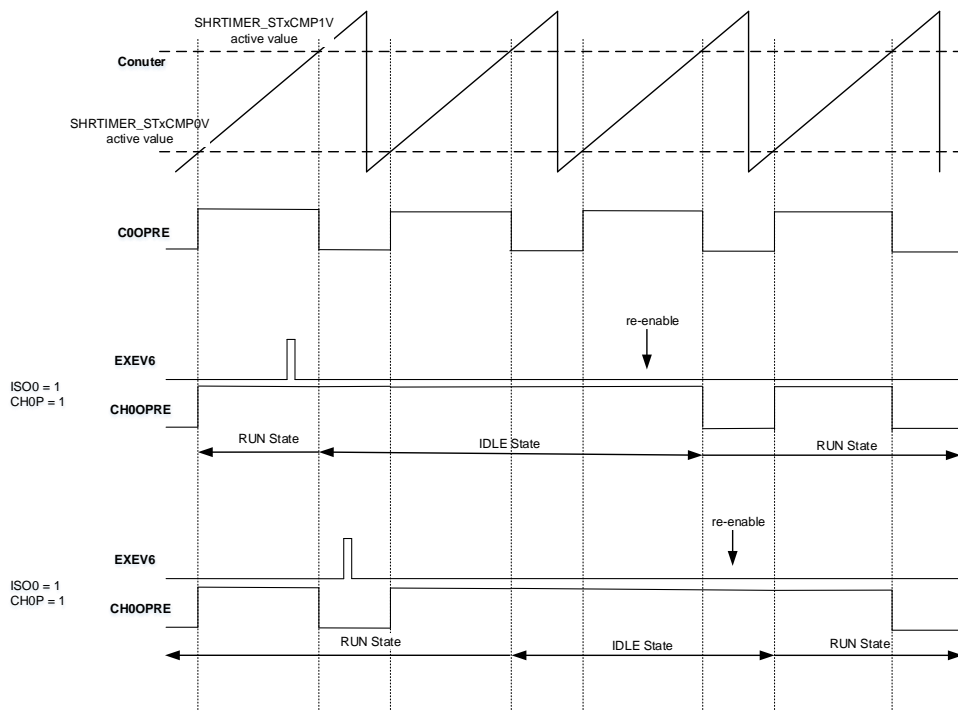 SHRTIMER_STxCMP1V
active value
Conuter
SHRTIMER_STxCMP0V
active value
C0OPRE
re-enable
EXEV6
ISO0 = 1
CH0P = 1
CH0OPRE
RUN State
IDLE State
RUN State
re-enable
EXEV6
ISO0 = 1
CH0P = 1
CH0OPRE
RUN State
IDLE State
RUN State